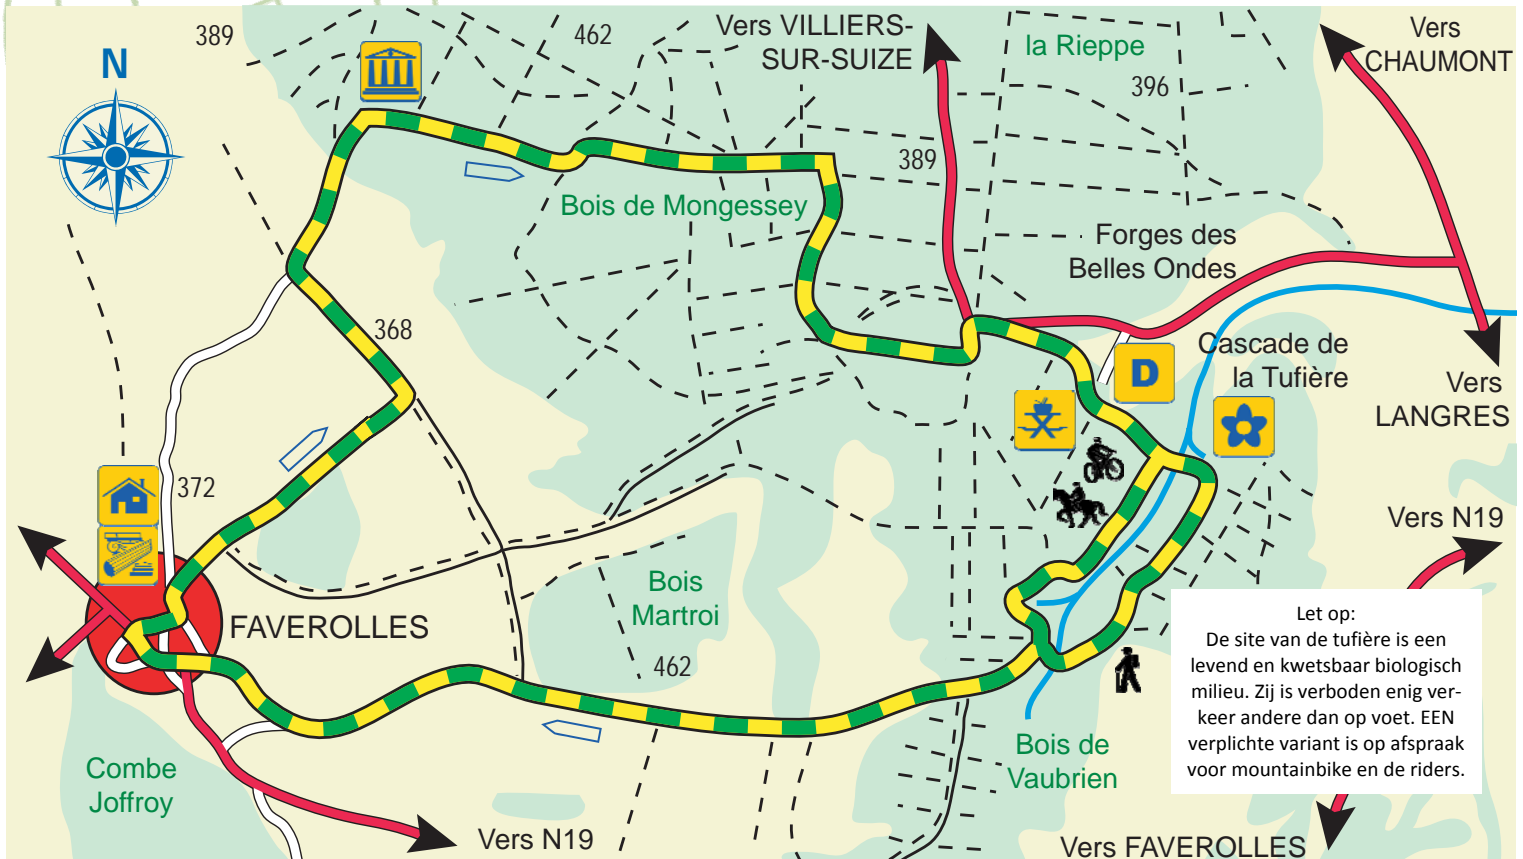 Vers VILLIERS-
SUR-SUIZE
Vers
CHAUMONT
389
462
la Rieppe
396
N
389
Bois de Mongessey
Forges des
Belles Ondes
368
Cascade de
la Tufière
D
Vers
LANGRES
372
Vers N19
Bois
Martroi
FAVEROLLES
462
Let op:
De site van de tufière is een
levend en kwetsbaar biologisch
milieu. Zij is verboden enig ver-
keer andere dan op voet. EEN
verplichte variant is op afspraak
voor mountainbike en de riders.
Bois de
Vaubrien
Combe
Joffroy
Vers N19
Vers FAVEROLLES